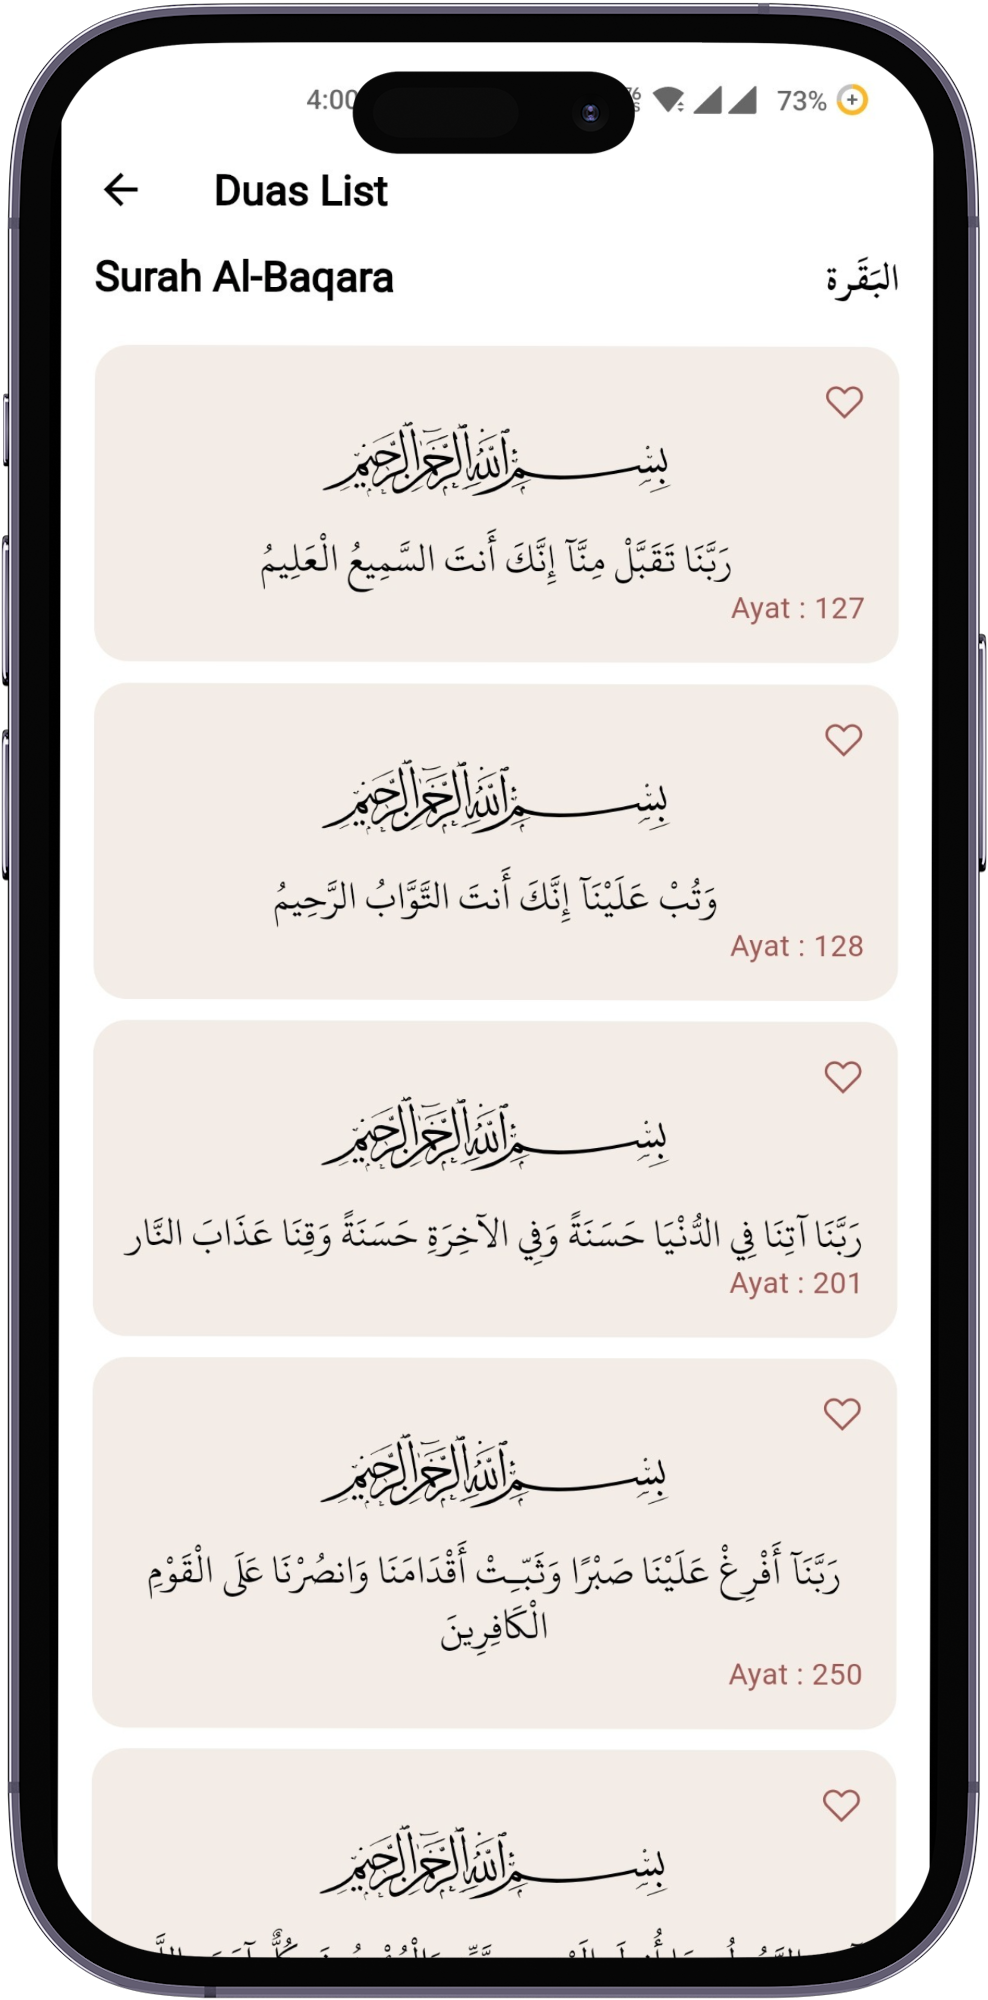 4:00
73%
Duas List
Surah Al-Baqara
البَقَرة
بِسْمِ اللَّهِ الرَّحْمَٰنِ الرَّحِيمِ
رَبَّنَا تَقَبَّلْ مِنَّآ إِنَّكَ أَنتَ السَّمِيعُ الْعَلِيمُ
Ayat : 127
بِسْمِ اللَّهِ الرَّحْمَٰنِ الرَّحِيمِ
وَتُبْ عَلَيْنَآ إِنَّكَ أَنتَ التَّوَّابُ الرَّحِيمُ
Ayat : 128
بِسْمِ اللَّهِ الرَّحْمَٰنِ الرَّحِيمِ
رَبَّنَا آتِنَا فِي الدُّنْيَا حَسَنَةً وَفِي الآخِرَةِ حَسَنَةً وَقِنَا عَذَابَ النَّار
Ayat : 201
بِسْمِ اللَّهِ الرَّحْمَٰنِ الرَّحِيمِ
رَبَّنَآ أَفْرِغْ عَلَيْنَا صَبْرًا وَثَبِّتْ أَقْدَامَنَا وَانصُرْنَا عَلَى الْقَوْمِ
الْكَافِرِينَ
Ayat : 250
بِسْمِ اللَّهِ الرَّحْمَٰنِ الرَّحِيمِ